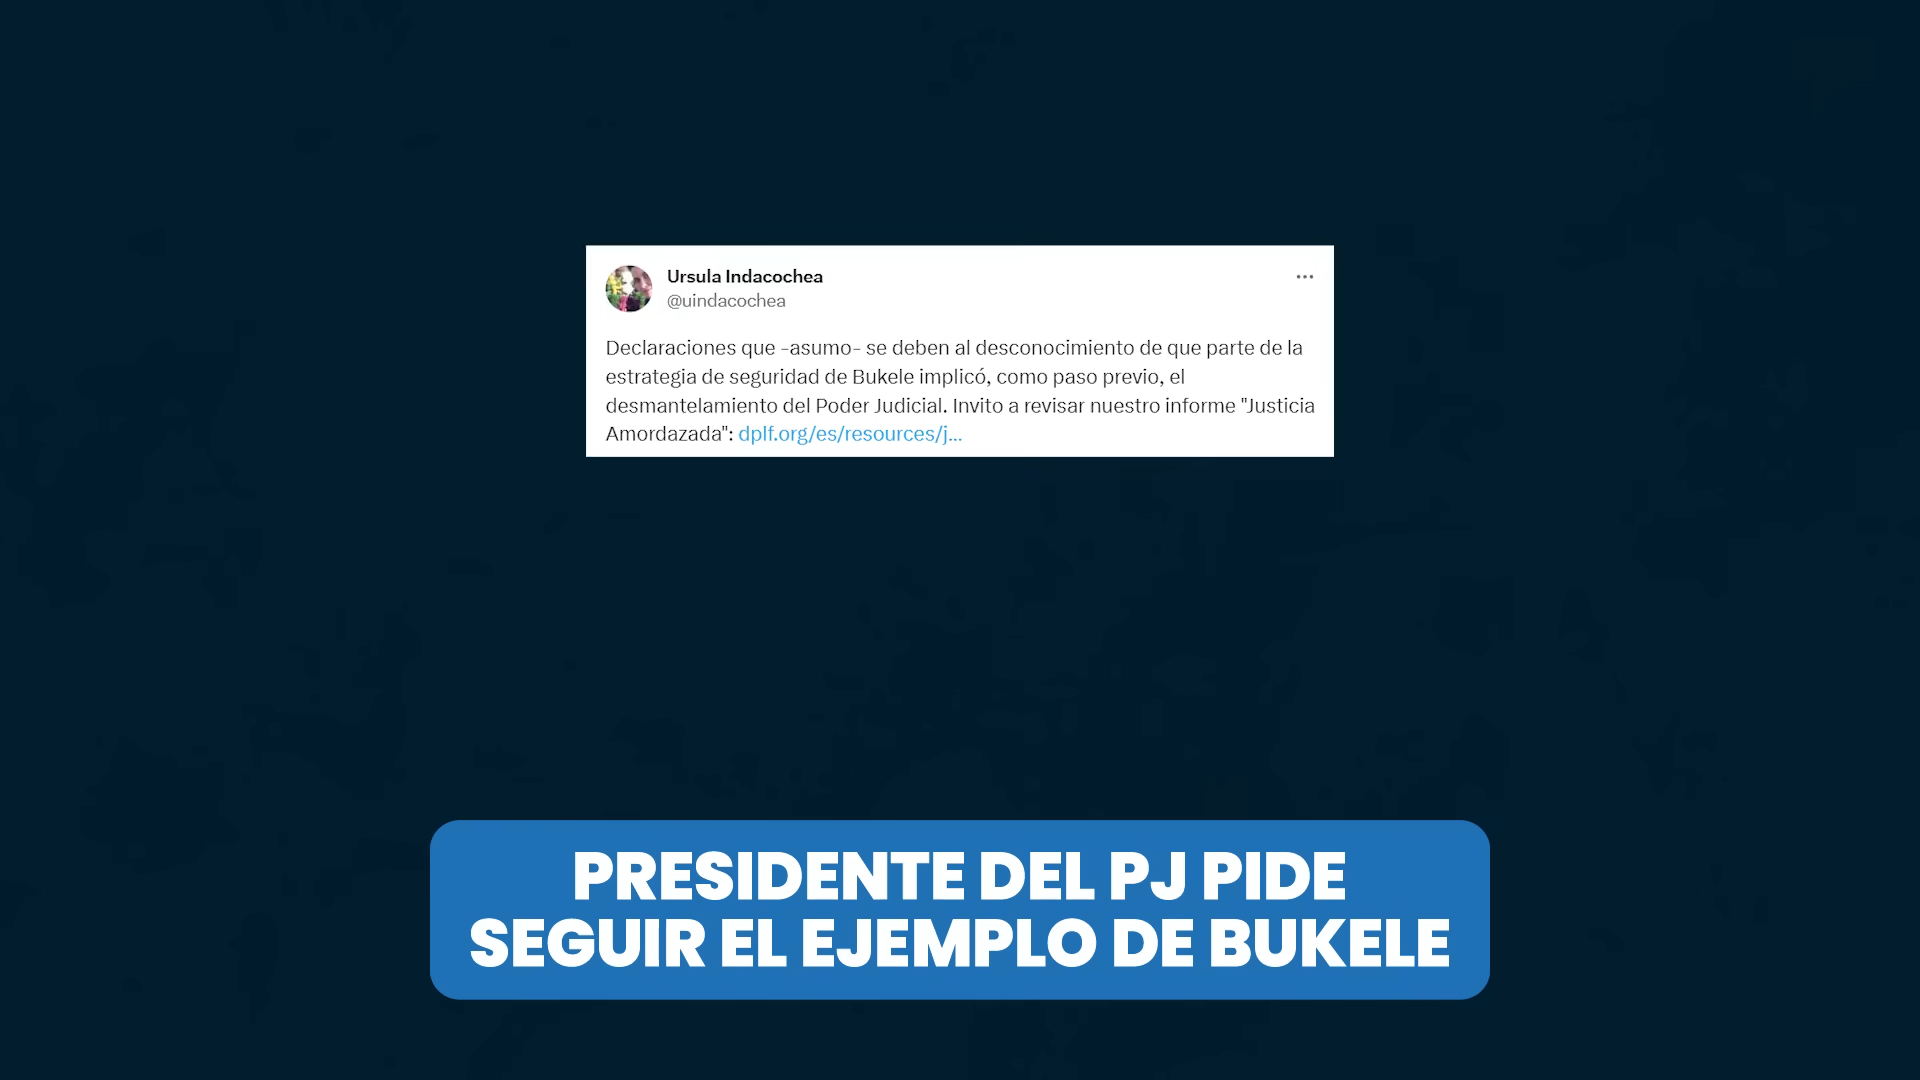 Ursula Indacochea
@uindacochea
Declaraciones que -asumo- se deben al desconocimiento de que parte de la
estrategia de seguridad de Bukele implicó, como paso previo, el
desmantelamiento del Poder Judicial. Invito a revisar nuestro informe "Justicia
Amordazada": dplf.org/es/resources/j...
PRESIDENTE DEL PJ PIDE
SEGUIR EL EJEMPLO DE BUKELE